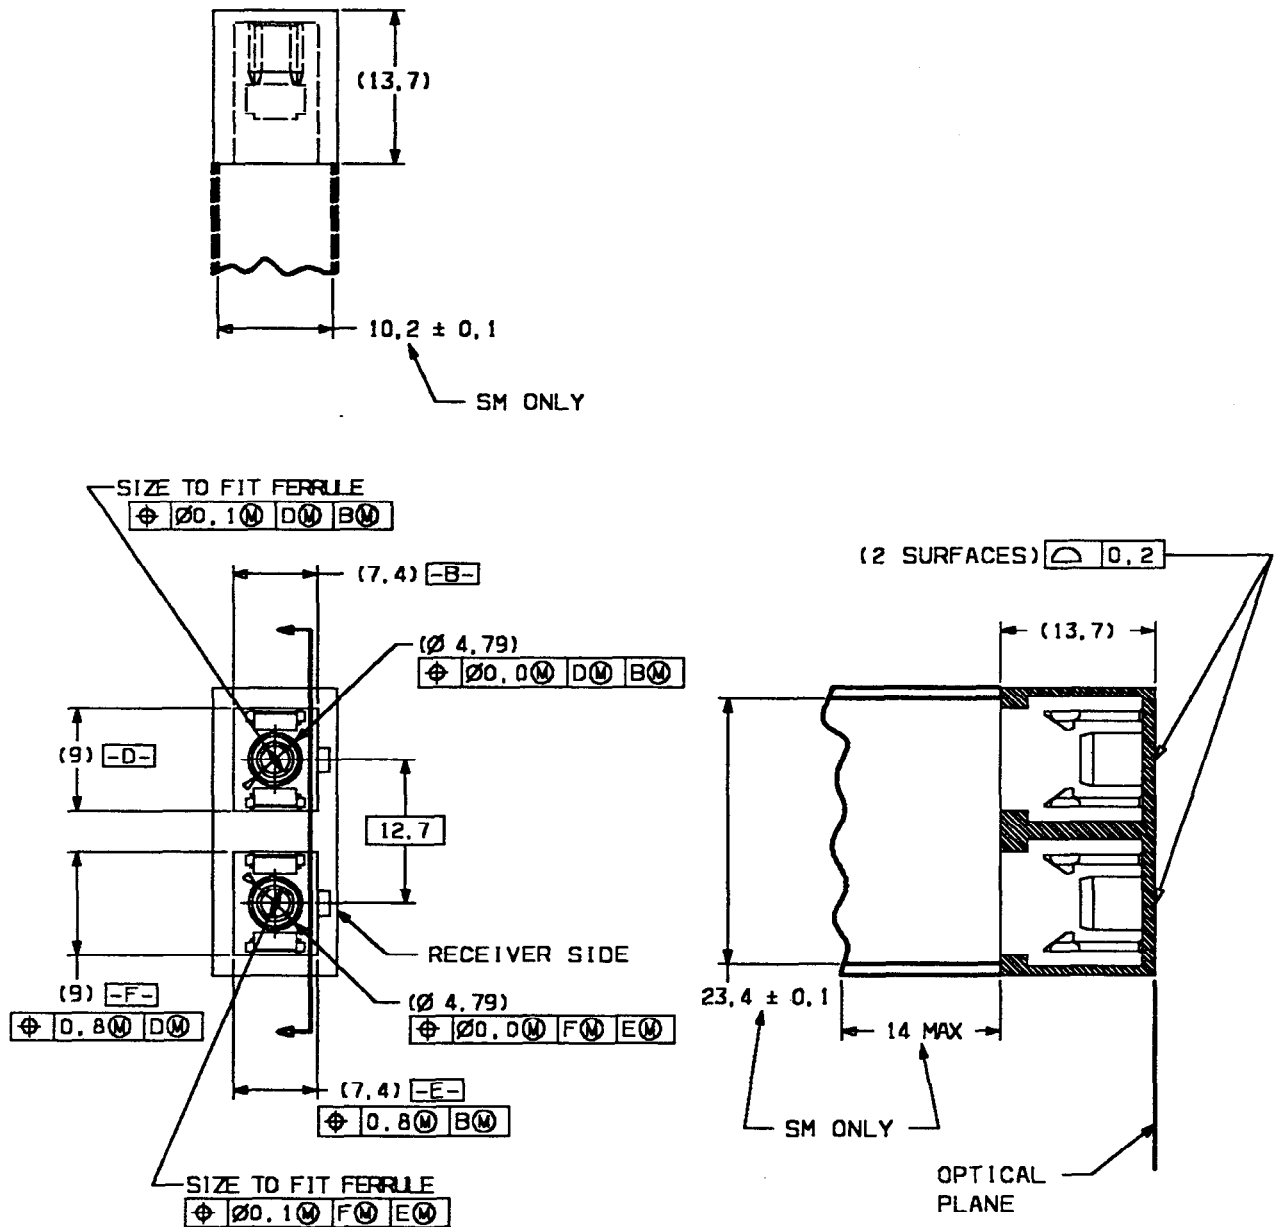 (13,7)
10,2 ± 0,1
SM ONLY
SIZE TO FIT FERRULE
⌖ Ø0,1Ⓜ DⓂ BⓂ
(7,4) -B-
(Ø 4,79)
⌖ Ø0,0Ⓜ DⓂ BⓂ
(9) -D-
12,7
RECEIVER SIDE
(9) -F-
⌖ 0,8Ⓜ DⓂ
(Ø 4,79)
⌖ Ø0,0Ⓜ FⓂ EⓂ
(7,4) -E-
⌖ 0,8Ⓜ BⓂ
SIZE TO FIT FERRULE
⌖ Ø0,1Ⓜ FⓂ EⓂ
(2 SURFACES) ⌓ 0,2
(13,7)
23,4 ± 0,1
14 MAX
SM ONLY
OPTICAL
PLANE